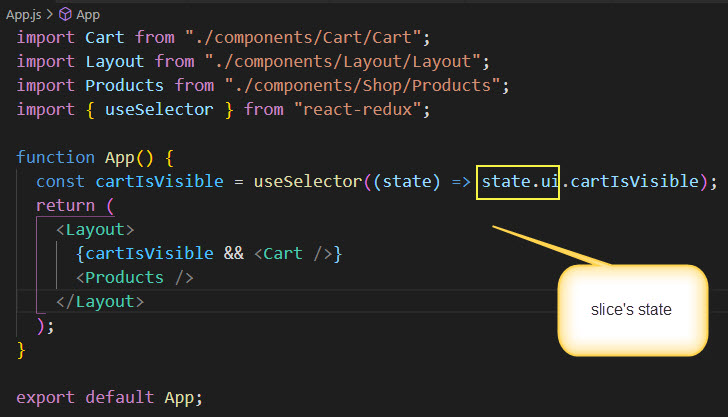 App.js > App
import Cart from "./components/Cart/Cart";
import Layout from "./components/Layout/Layout";
import Products from "./components/Shop/Products";
import { useSelector } from "react-redux";
function App() {
const cartIsVisible = useSelector((state) => state.ui.cartIsVisible);
return (
<Layout>
{cartIsVisible && <Cart />}
<Products />
</Layout>
);
}
export default App;
slice's state